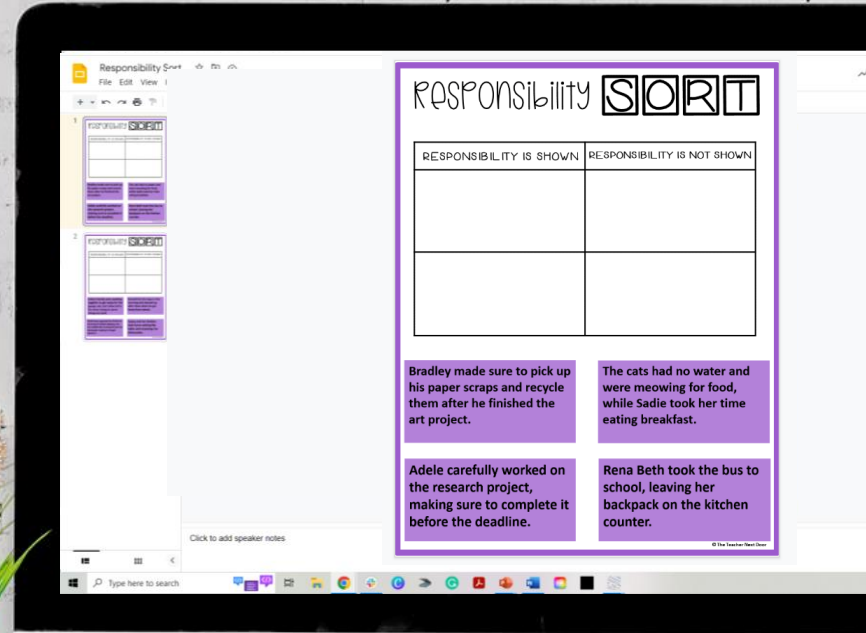 Responsibility Sort
File Edit View
1
2
RESPONSIBILITY SORT
RESPONSIBILITY IS SHOWN
RESPONSIBILITY IS NOT SHOWN
Bradley made sure to pick up
his paper scraps and recycle
them after he finished the
art project.
The cats had no water and
were meowing for food,
while Sadie took her time
eating breakfast.
Adele carefully worked on
the research project,
making sure to complete it
before the deadline.
Rena Beth took the bus to
school, leaving her
backpack on the kitchen
counter.
© The Teacher Next Door
Click to add speaker notes
Type here to search